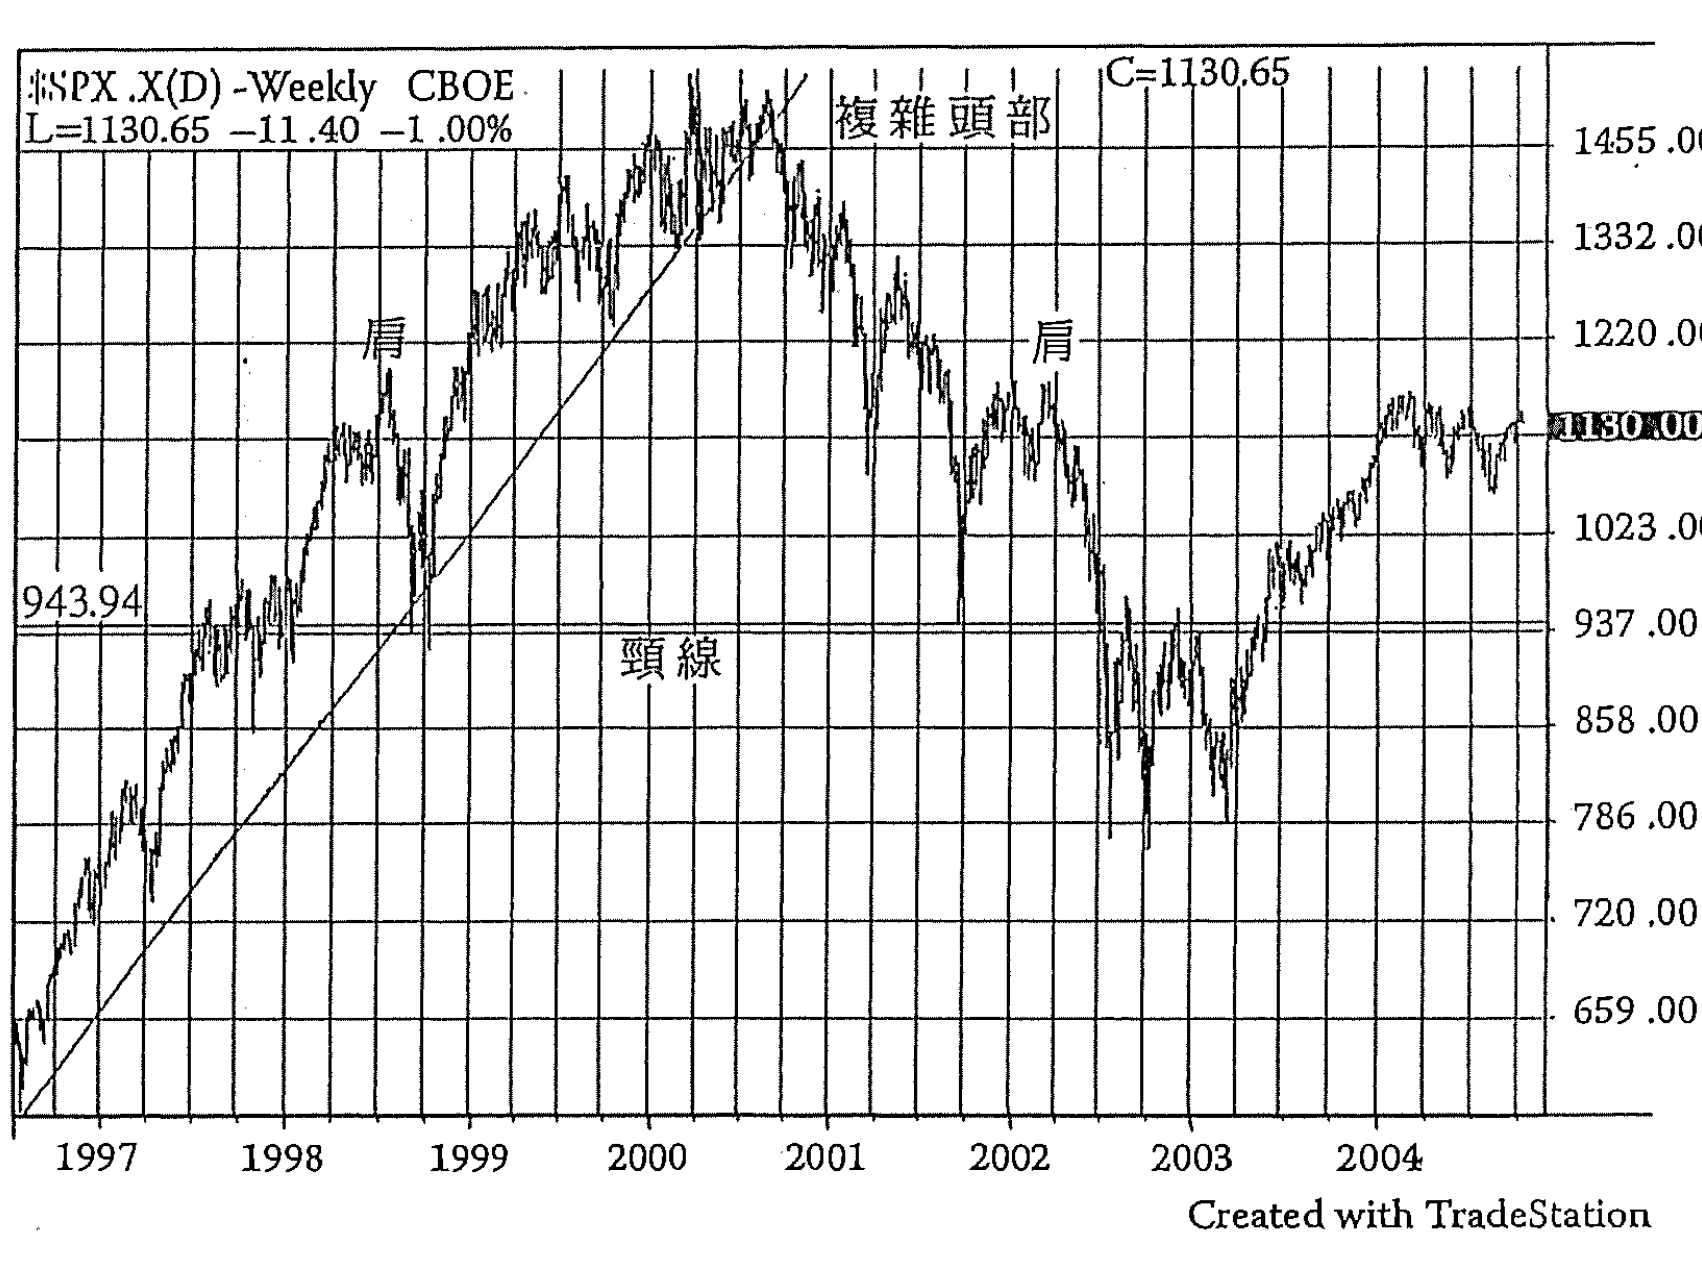 $SPX .X(D) -Weekly CBOE
C=1130.65
L=1130.65 -11.40 -1.00%
複雜頭部
1455.00
1332.00
肩
肩
1220.00
1130.00
1023.00
943.94
937.00
頸線
858.00
786.00
720.00
659.00
1997 1998 1999 2000 2001 2002 2003 2004
Created with TradeStation